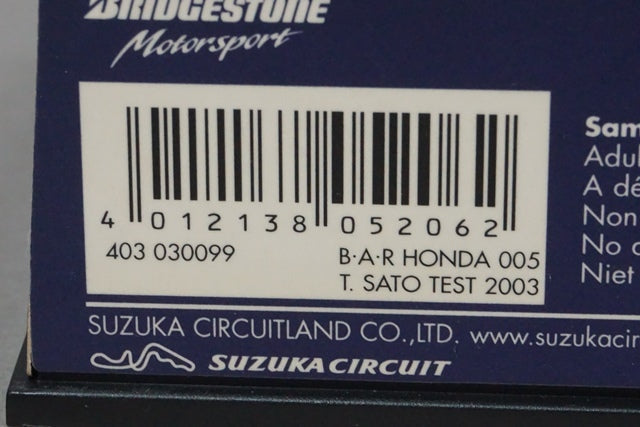 BRIDGESTONE
Motorsport
4 012138 052062
403 030099
B·A·R HONDA 005
T. SATO TEST 2003
Sam
Adul
A dé
Non
No
Niet
SUZUKA CIRCUITLAND CO.,LTD. www.suzukacir
SUZUKA CIRCUIT